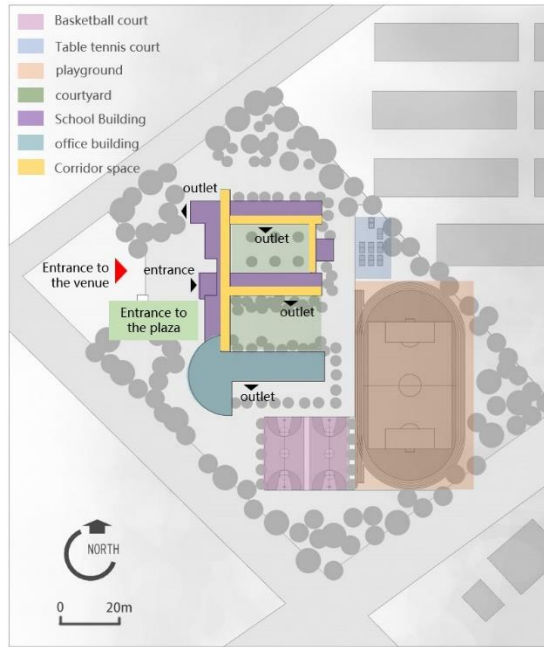 Basketball court
Table tennis court
playground
courtyard
School Building
office building
Corridor space
outlet
outlet
Entrance to
the venue
entrance
Entrance to
the plaza
outlet
outlet
NORTH
0 20m